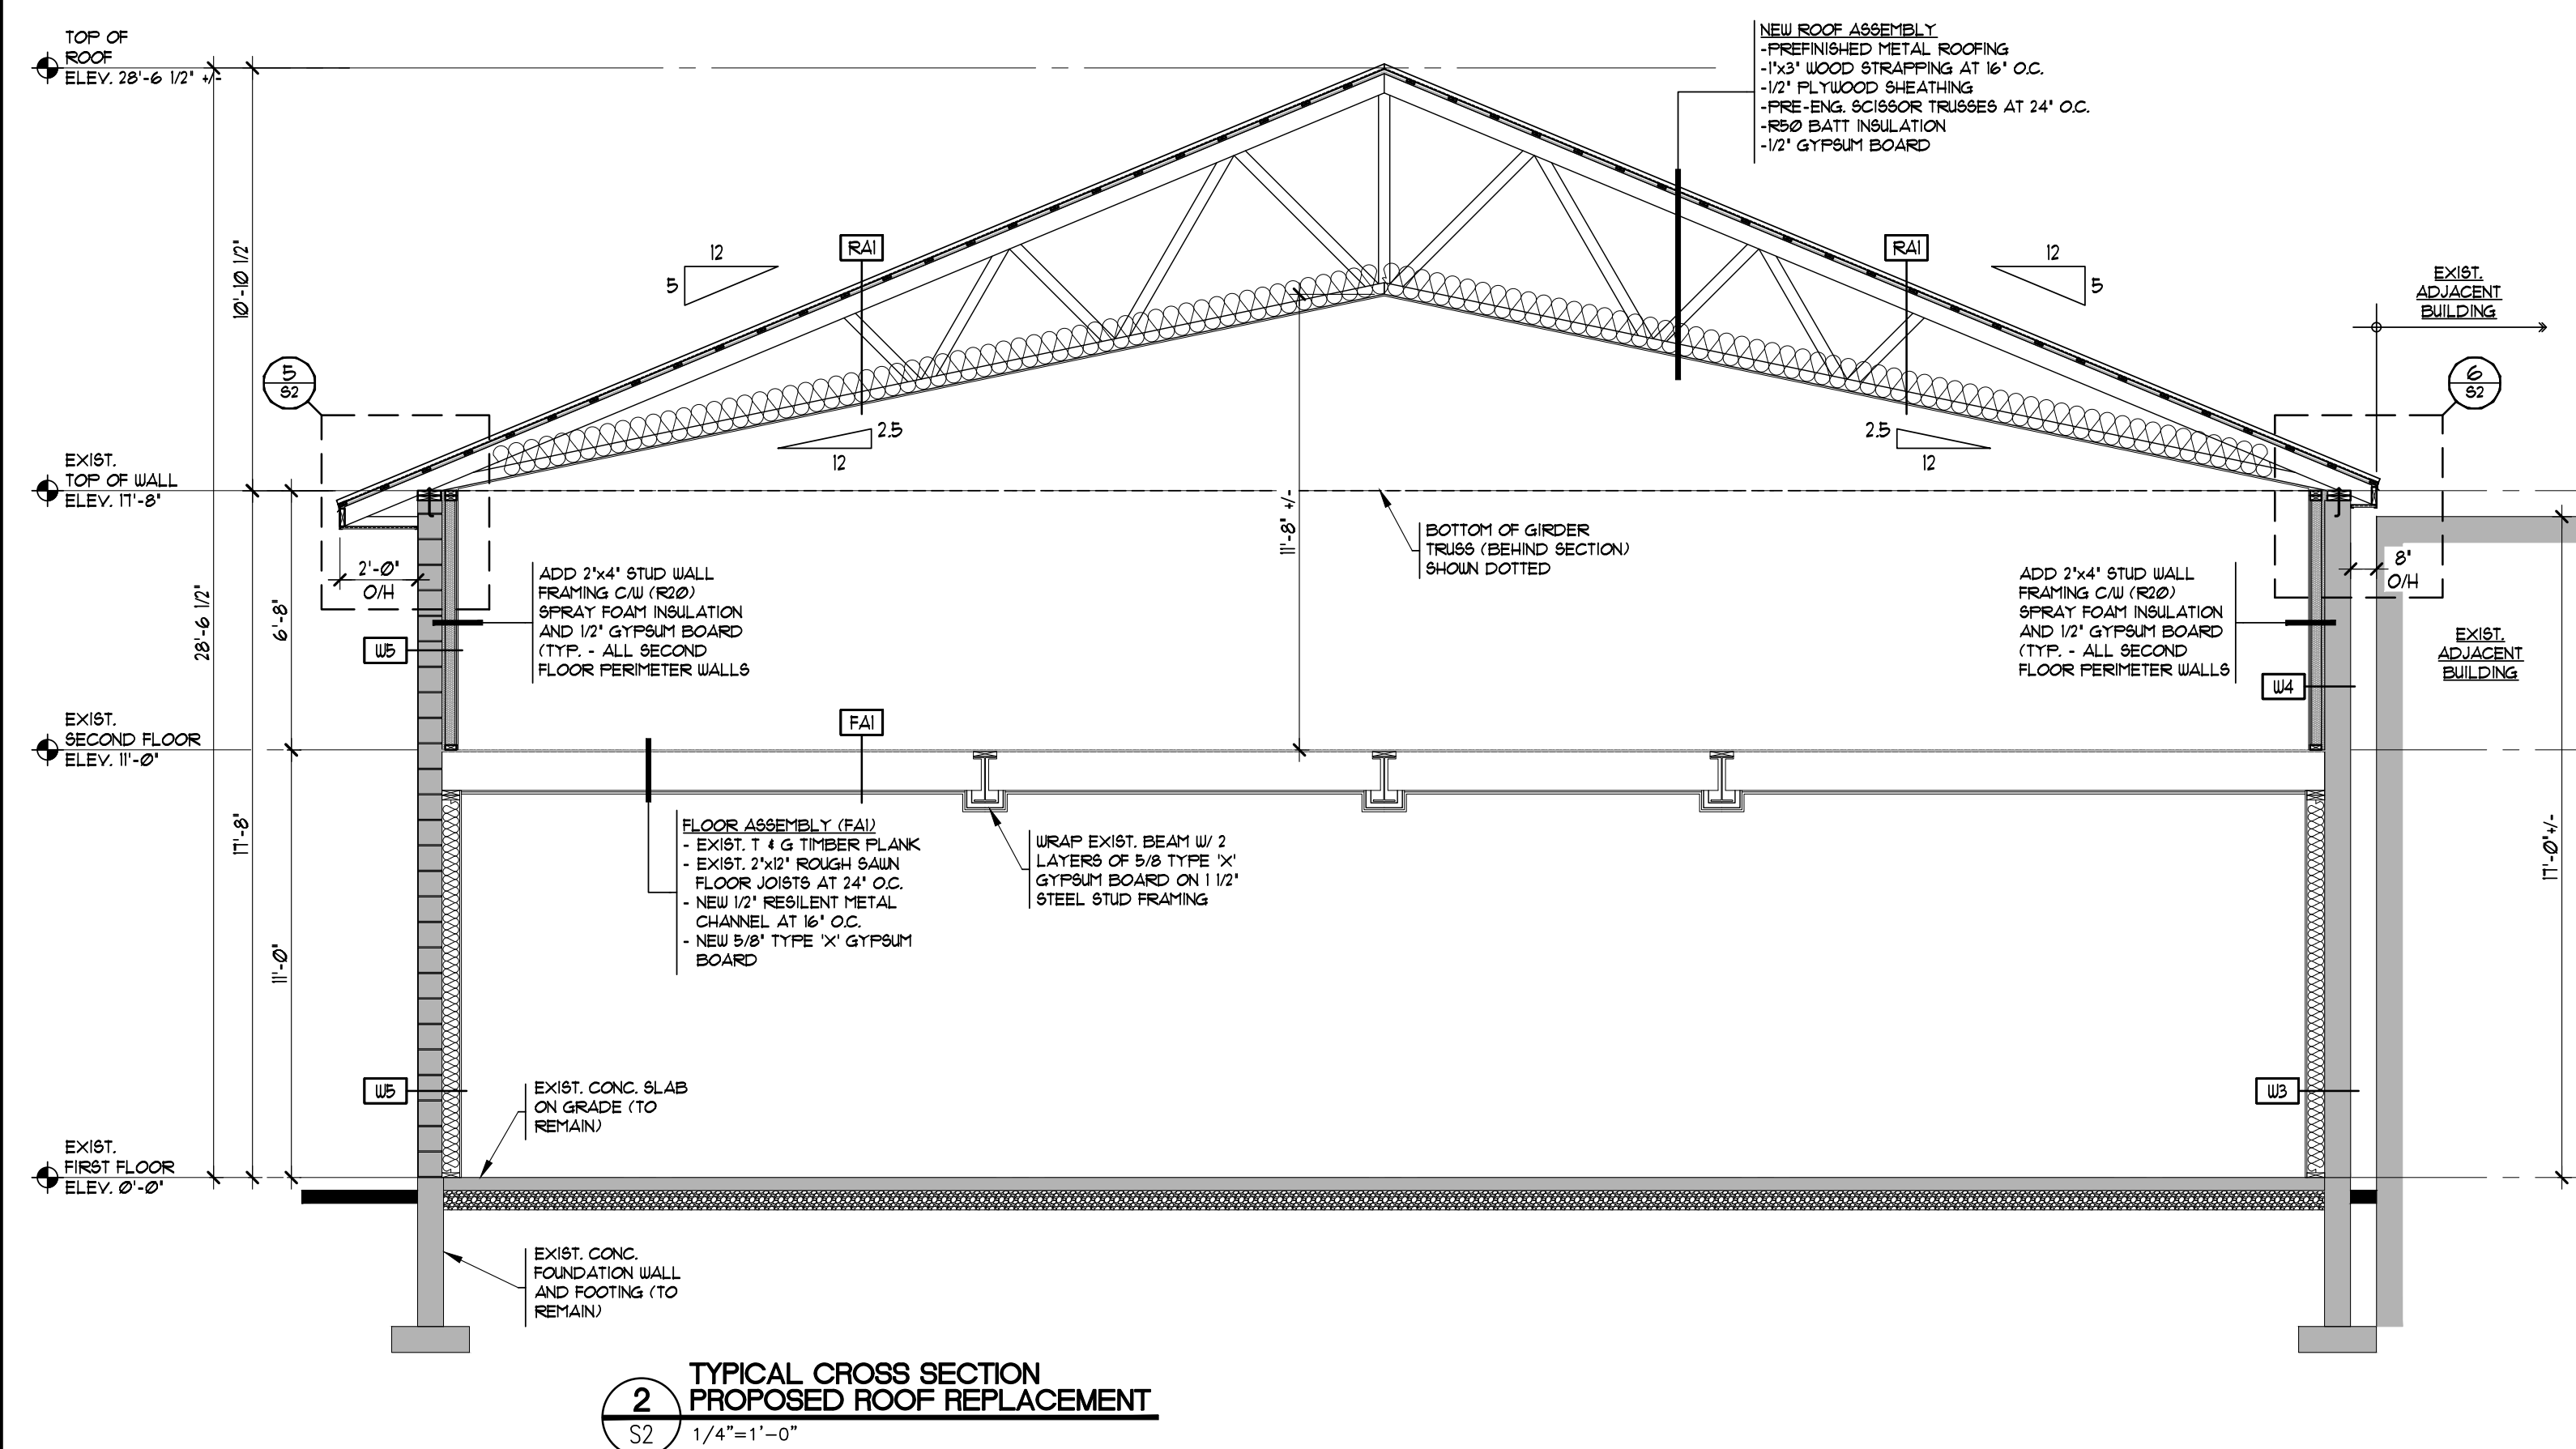 TOP OF
ROOF
ELEV. 28'-6 1/2" +/-
NEW ROOF ASSEMBLY
-PREFINISHED METAL ROOFING
-1"x3" WOOD STRAPPING AT 16" O.C.
-1/2" PLYWOOD SHEATHING
-PRE-ENG. SCISSOR TRUSSES AT 24" O.C.
-R50 BATT INSULATION
-1/2" GYPSUM BOARD
10'-10 1/2"
12
5
RA1
RA1
12
5
EXIST.
ADJACENT
BUILDING
5
S2
6
S2
2.5
12
2.5
12
EXIST.
TOP OF WALL
ELEV. 17'-8"
11'-8" +/-
BOTTOM OF GIRDER
TRUSS (BEHIND SECTION)
SHOWN DOTTED
2'-0"
O/H
8"
O/H
28'-6 1/2"
6'-8"
ADD 2"x4" STUD WALL
FRAMING C/W (R20)
SPRAY FOAM INSULATION
AND 1/2" GYPSUM BOARD
(TYP. - ALL SECOND
FLOOR PERIMETER WALLS
ADD 2"x4" STUD WALL
FRAMING C/W (R20)
SPRAY FOAM INSULATION
AND 1/2" GYPSUM BOARD
(TYP. - ALL SECOND
FLOOR PERIMETER WALLS
EXIST.
ADJACENT
BUILDING
W5
W4
EXIST.
SECOND FLOOR
ELEV. 11'-0"
FA1
17'-8"
FLOOR ASSEMBLY (FA1)
- EXIST. T & G TIMBER PLANK
- EXIST. 2"x12" ROUGH SAWN
FLOOR JOISTS AT 24" O.C.
- NEW 1/2" RESILENT METAL
CHANNEL AT 16" O.C.
- NEW 5/8" TYPE 'X' GYPSUM
BOARD
WRAP EXIST. BEAM W/ 2
LAYERS OF 5/8 TYPE 'X'
GYPSUM BOARD ON 1 1/2"
STEEL STUD FRAMING
17'-0"+/-
11'-0"
W5
EXIST. CONC. SLAB
ON GRADE (TO
REMAIN)
W3
EXIST.
FIRST FLOOR
ELEV. 0'-0"
EXIST. CONC.
FOUNDATION WALL
AND FOOTING (TO
REMAIN)
2
S2
TYPICAL CROSS SECTION
PROPOSED ROOF REPLACEMENT
1/4"=1'-0"